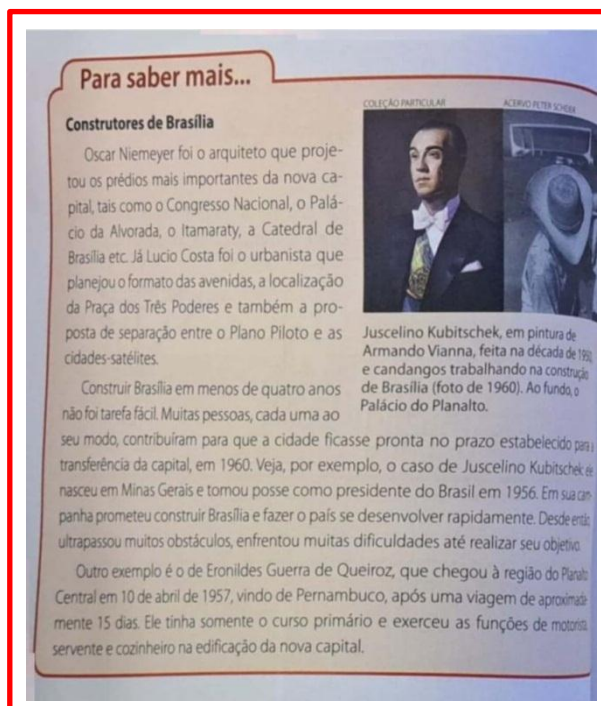 Para saber mais...
COLEÇÃO PARTICULAR
ACERVO PETER SCHEIER
Construtores de Brasília
Oscar Niemeyer foi o arquiteto que proje-
tou os prédios mais importantes da nova ca-
pital, tais como o Congresso Nacional, o Palá-
cio da Alvorada, o Itamaraty, a Catedral de
Brasília etc. Já Lucio Costa foi o urbanista que
planejou o formato das avenidas, a localização
da Praça dos Três Poderes e também a pro-
posta de separação entre o Plano Piloto e as
cidades-satélites.
Juscelino Kubitschek, em pintura de
Armando Vianna, feita na década de
e candangos trabalhando na construção
de Brasília (foto de 1960). Ao fundo, o
Palácio do Planalto.
Construir Brasília em menos de quatro anos
não foi tarefa fácil. Muitas pessoas, cada uma ao
seu modo, contribuíram para que a cidade ficasse pronta no prazo estabelecido para a
transferência da capital, em 1960. Veja, por exemplo, o caso de Juscelino Kubitschek: ele
nasceu em Minas Gerais e tomou posse como presidente do Brasil em 1956. Em sua cam-
panha prometeu construir Brasília e fazer o país se desenvolver rapidamente. Desde então,
ultrapassou muitos obstáculos, enfrentou muitas dificuldades até realizar seu objetivo.
Outro exemplo é o de Eronildes Guerra de Queiroz, que chegou à região do Planalto
Central em 10 de abril de 1957, vindo de Pernambuco, após uma viagem de aproximada-
mente 15 dias. Ele tinha somente o curso primário e exerceu as funções de motorista,
servente e cozinheiro na edificação da nova capital.